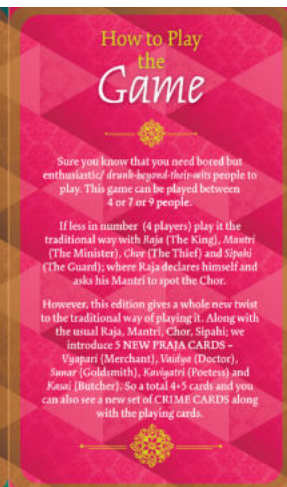 How to Play
the
Game
Sure you know that you need bored but
enthusiastic/ drunk-beyond-their-wits people to
play. This game can be played between
4 or 7 or 9 people.
If less in number (4 players) play it the
traditional way with Raja (The King), Mantri
(The Minister), Chor (The Thief) and Sipahi
(The Guard); where Raja declares himself and
asks his Mantri to spot the Chor.
However, this edition gives a whole new twist
to the traditional way of playing it. Along with
the usual Raja, Mantri, Chor, Sipahi; we
introduce 5 NEW PRAJA CARDS –
Vyapari (Merchant), Vaidya (Doctor),
Sunar (Goldsmith), Kaviyatri (Poetess) and
Kasai (Butcher). So a total 4+5 cards and you
can also see a new set of CRIME CARDS along
with the playing cards.